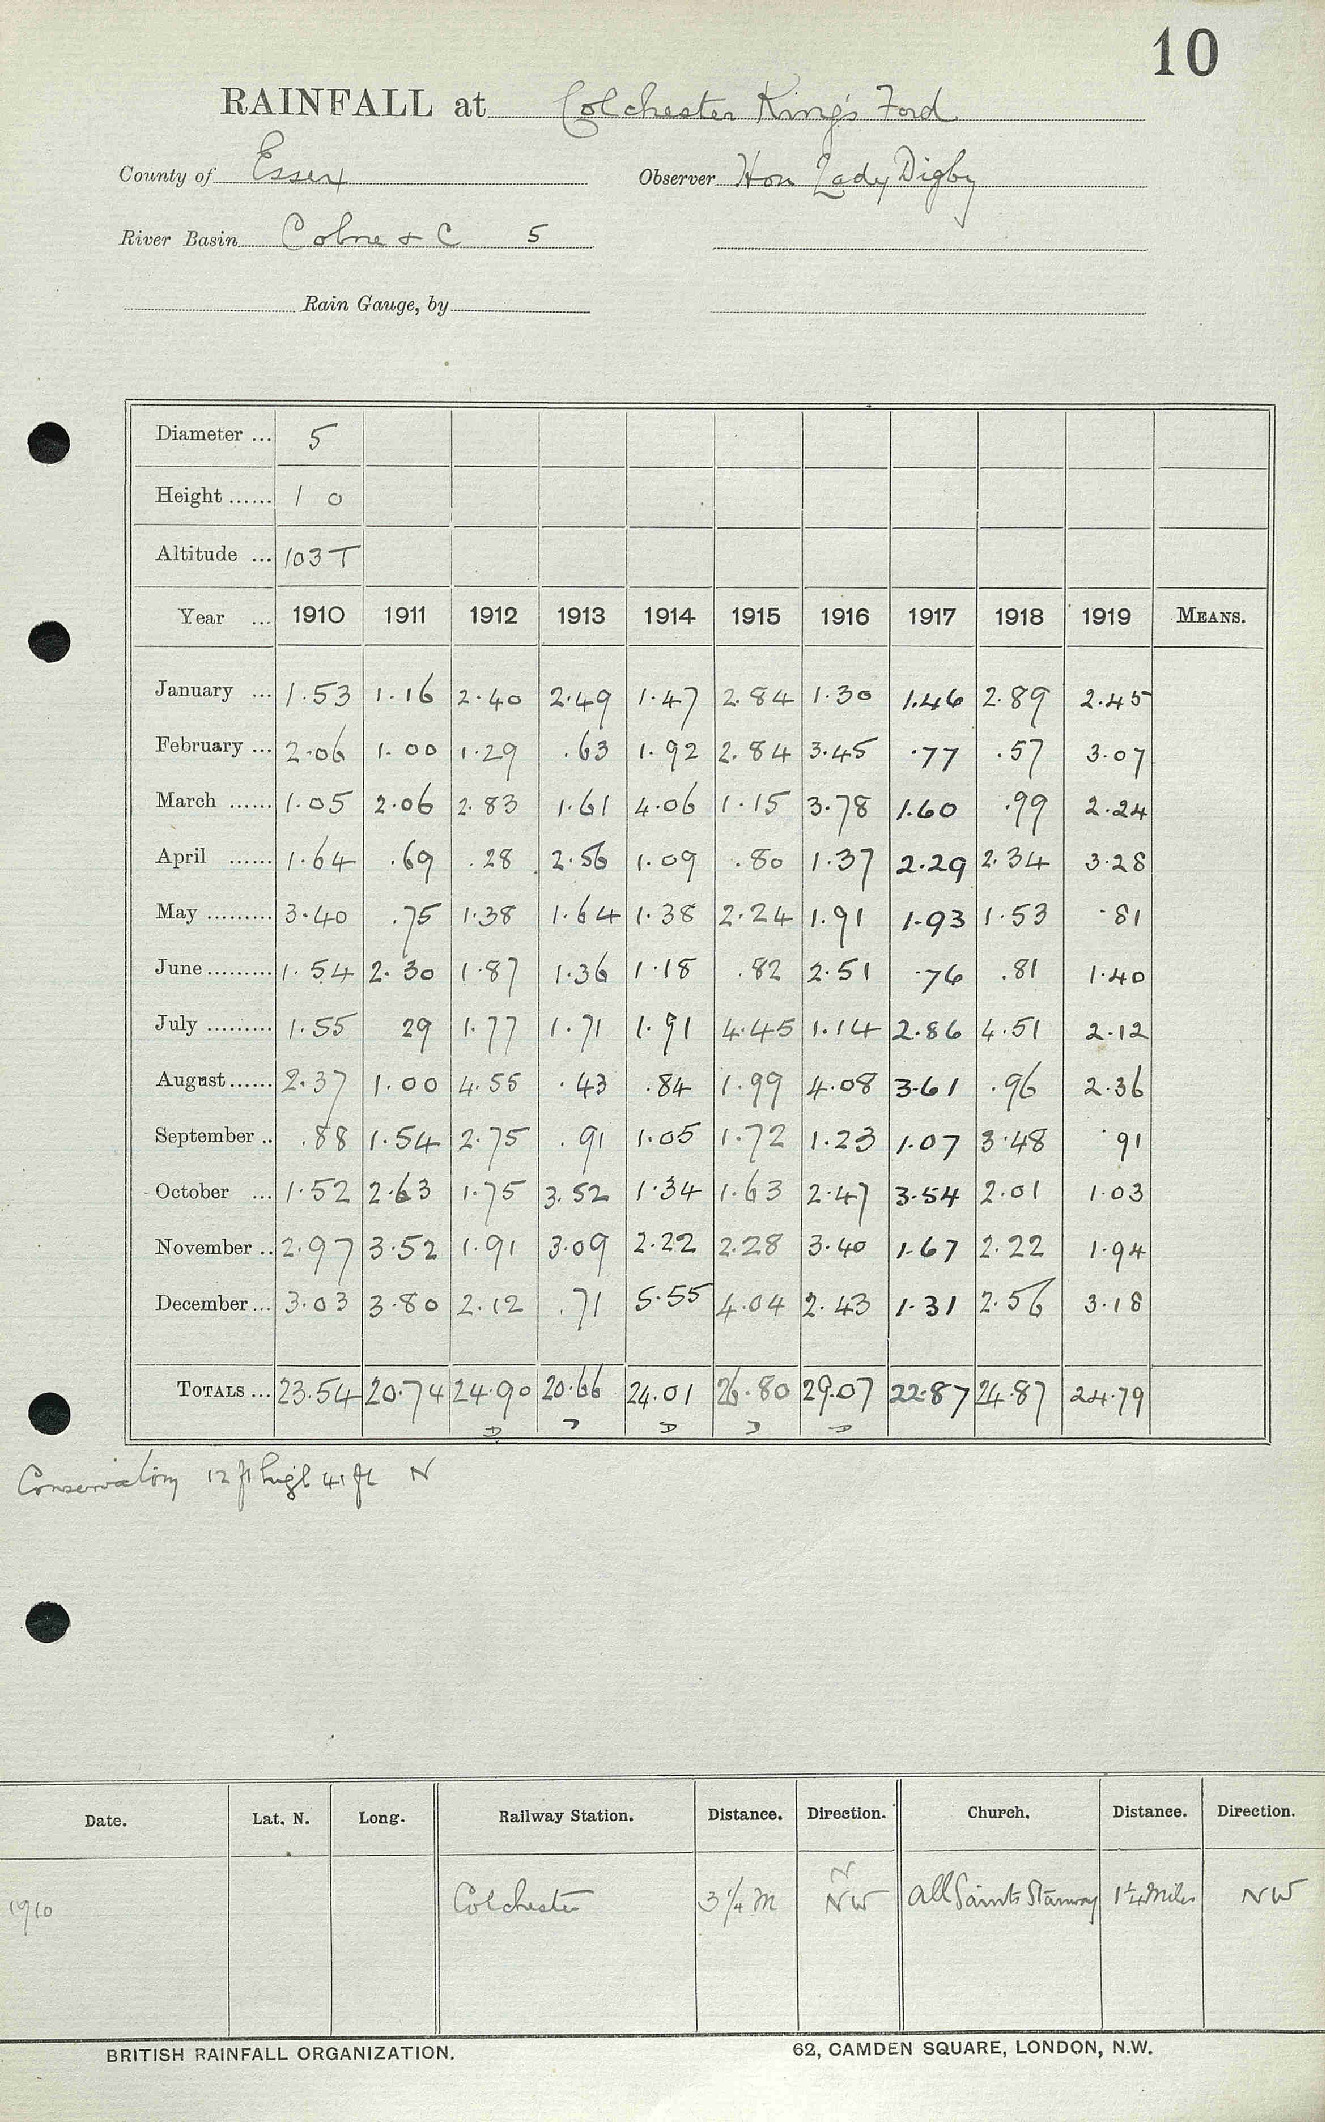 10
RAINFALL at Colchester King's Ford
County of Essex Observer Hon Lady Digby
River Basin Colne & C 5
Rain Gauge, by
Diameter ... 5
Height ...... 1 0
Altitude ... 103 T
Year ... 1910 1911 1912 1913 1914 1915 1916 1917 1918 1919 MEANS.
January ... 1.53 1.16 2.40 2.49 1.47 2.84 1.30 1.46 2.89 2.45
February ... 2.06 1.00 1.29 .63 1.92 2.84 3.45 .77 .57 3.07
March ...... 1.05 2.06 2.83 1.61 4.06 1.15 3.78 1.60 .99 2.24
April ...... 1.64 .69 .28 2.56 1.09 .80 1.37 2.29 2.34 3.28
May ......... 3.40 .75 1.38 1.64 1.38 2.24 1.91 1.93 1.53 .81
June ......... 1.54 2.30 1.87 1.36 1.18 .82 2.51 .76 .81 1.40
July ......... 1.55 29 1.77 1.71 1.91 4.45 1.14 2.86 4.51 2.12
August ...... 2.37 1.00 4.55 .43 .84 1.99 4.08 3.61 .96 2.36
September .. .88 1.54 2.75 .91 1.05 1.72 1.23 1.07 3.48 .91
October ... 1.52 2.63 1.75 3.52 1.34 1.63 2.47 3.54 2.01 1.03
November .. 2.97 3.52 1.91 3.09 2.22 2.28 3.40 1.67 2.22 1.94
December ... 3.03 3.80 2.12 .71 5.55 4.04 2.43 1.31 2.56 3.18
TOTALS ... 23.54 20.74 24.90 20.66 24.01 26.80 29.07 22.87 24.87 24.79
Conservatory 12 ft high 41 ft N
Date. Lat. N. Long. Railway Station. Distance. Direction. Church. Distance. Direction.
N
1910 Colchester 3 1/4 M NW All Saints Stanway 1 1/4 Miles NW
BRITISH RAINFALL ORGANIZATION. 62, CAMDEN SQUARE, LONDON, N.W.